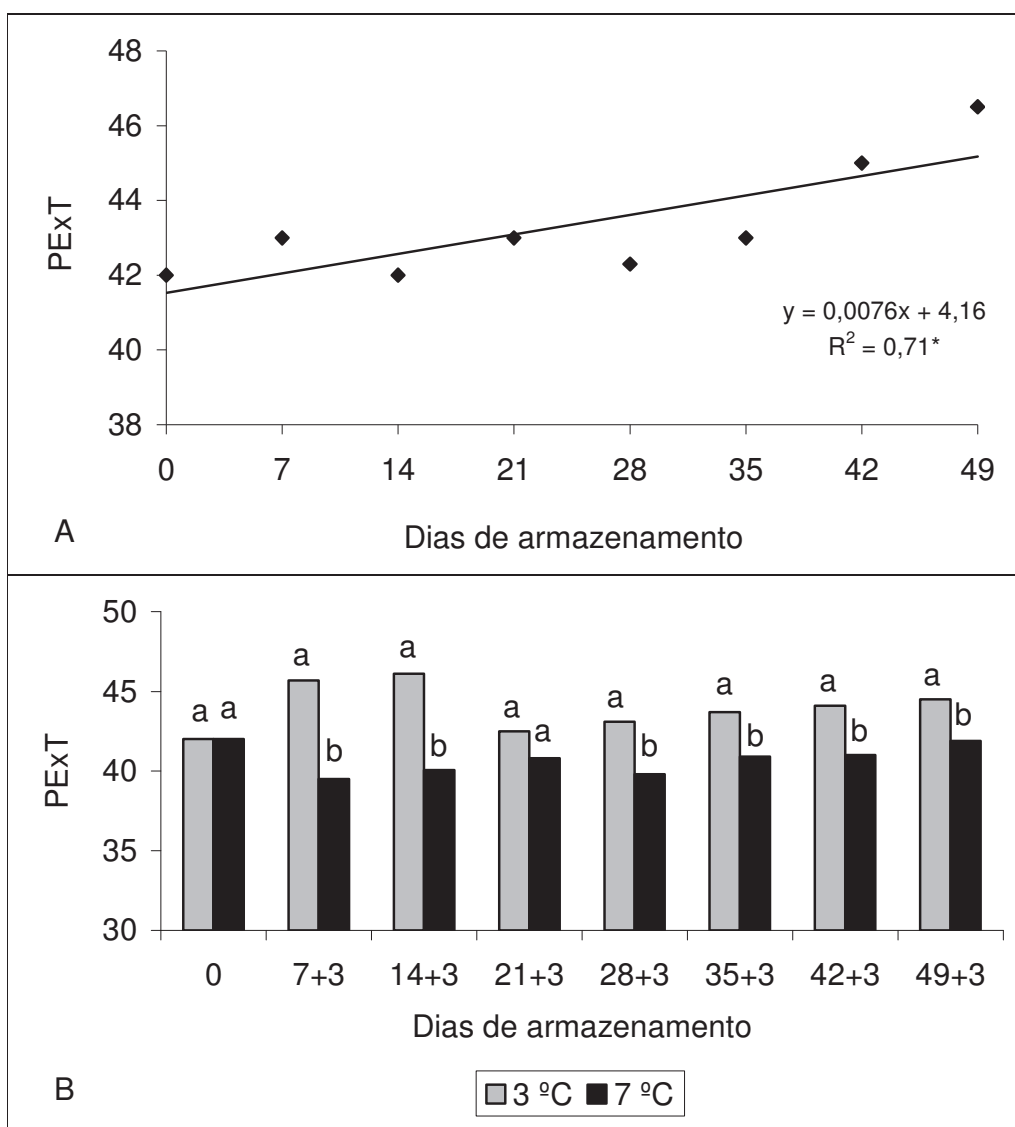 48
46
44
42
40
38
PExT
y = 0,0076x + 4,16
R² = 0,71*
0 7 14 21 28 35 42 49
A
Dias de armazenamento
50
45
40
35
30
PExT
a a
a b
a b
a a
a b
a b
a b
a b
0 7+3 14+3 21+3 28+3 35+3 42+3 49+3
Dias de armazenamento
B
3 ºC 7 ºC